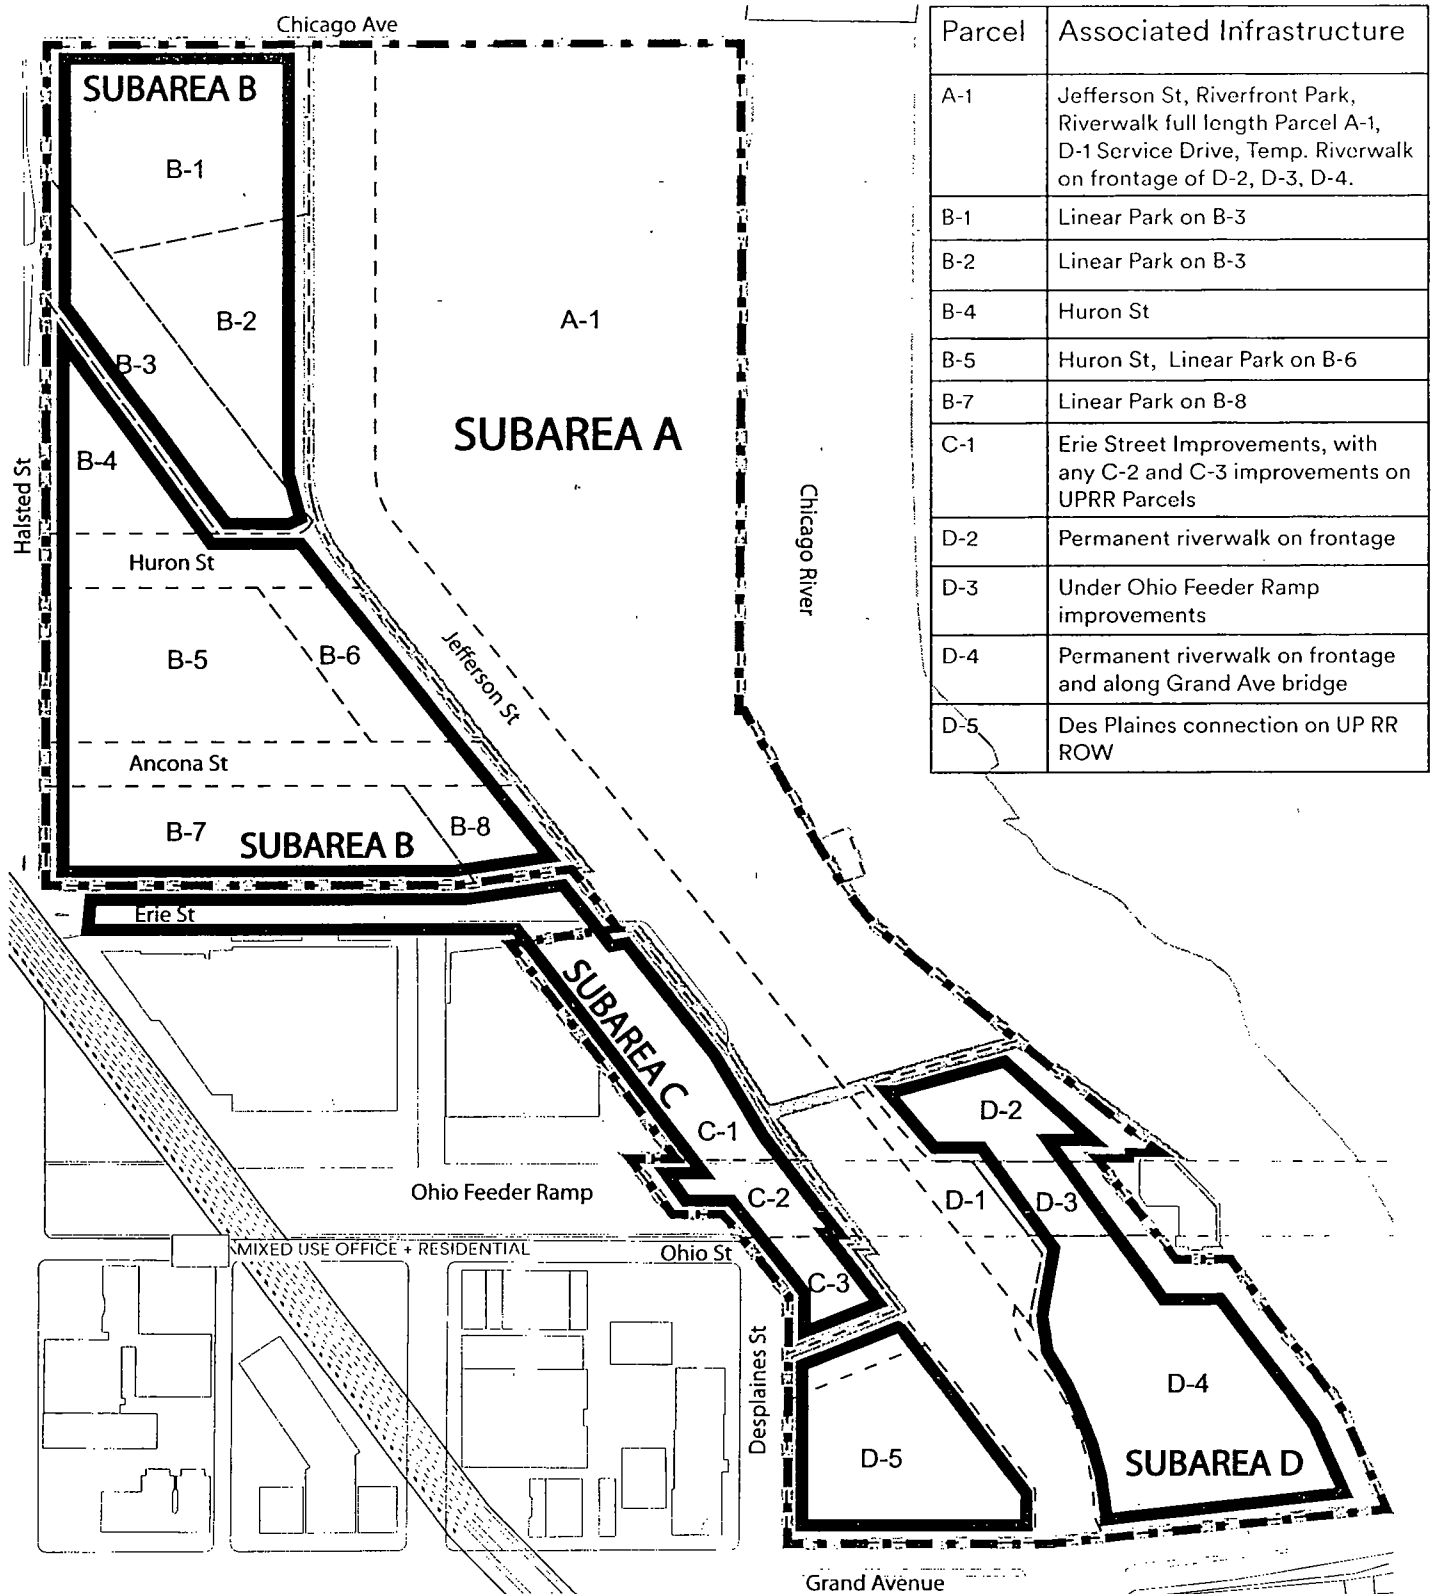 Chicago Ave
SUBAREA B
B-1
B-2
B-3
B-4
A-1
SUBAREA A
Halsted St
Huron St
Chicago River
B-5
B-6
Jefferson St
Ancona St
B-7
SUBAREA B
B-8
Erie St
SUBAREA C
C-1
D-2
Ohio Feeder Ramp
C-2
D-1
D-3
MIXED USE OFFICE + RESIDENTIAL
Ohio St
C-3
Desplaines St
D-4
D-5
SUBAREA D
Grand Avenue
Parcel Associated Infrastructure
A-1 Jefferson St, Riverfront Park,
Riverwalk full length Parcel A-1,
D-1 Service Drive, Temp. Riverwalk
on frontage of D-2, D-3, D-4.
B-1 Linear Park on B-3
B-2 Linear Park on B-3
B-4 Huron St
B-5 Huron St, Linear Park on B-6
B-7 Linear Park on B-8
C-1 Erie Street Improvements, with
any C-2 and C-3 improvements on
UPRR Parcels
D-2 Permanent riverwalk on frontage
D-3 Under Ohio Feeder Ramp
improvements
D-4 Permanent riverwalk on frontage
and along Grand Ave bridge
D-5 Des Plaines connection on UP RR
ROW